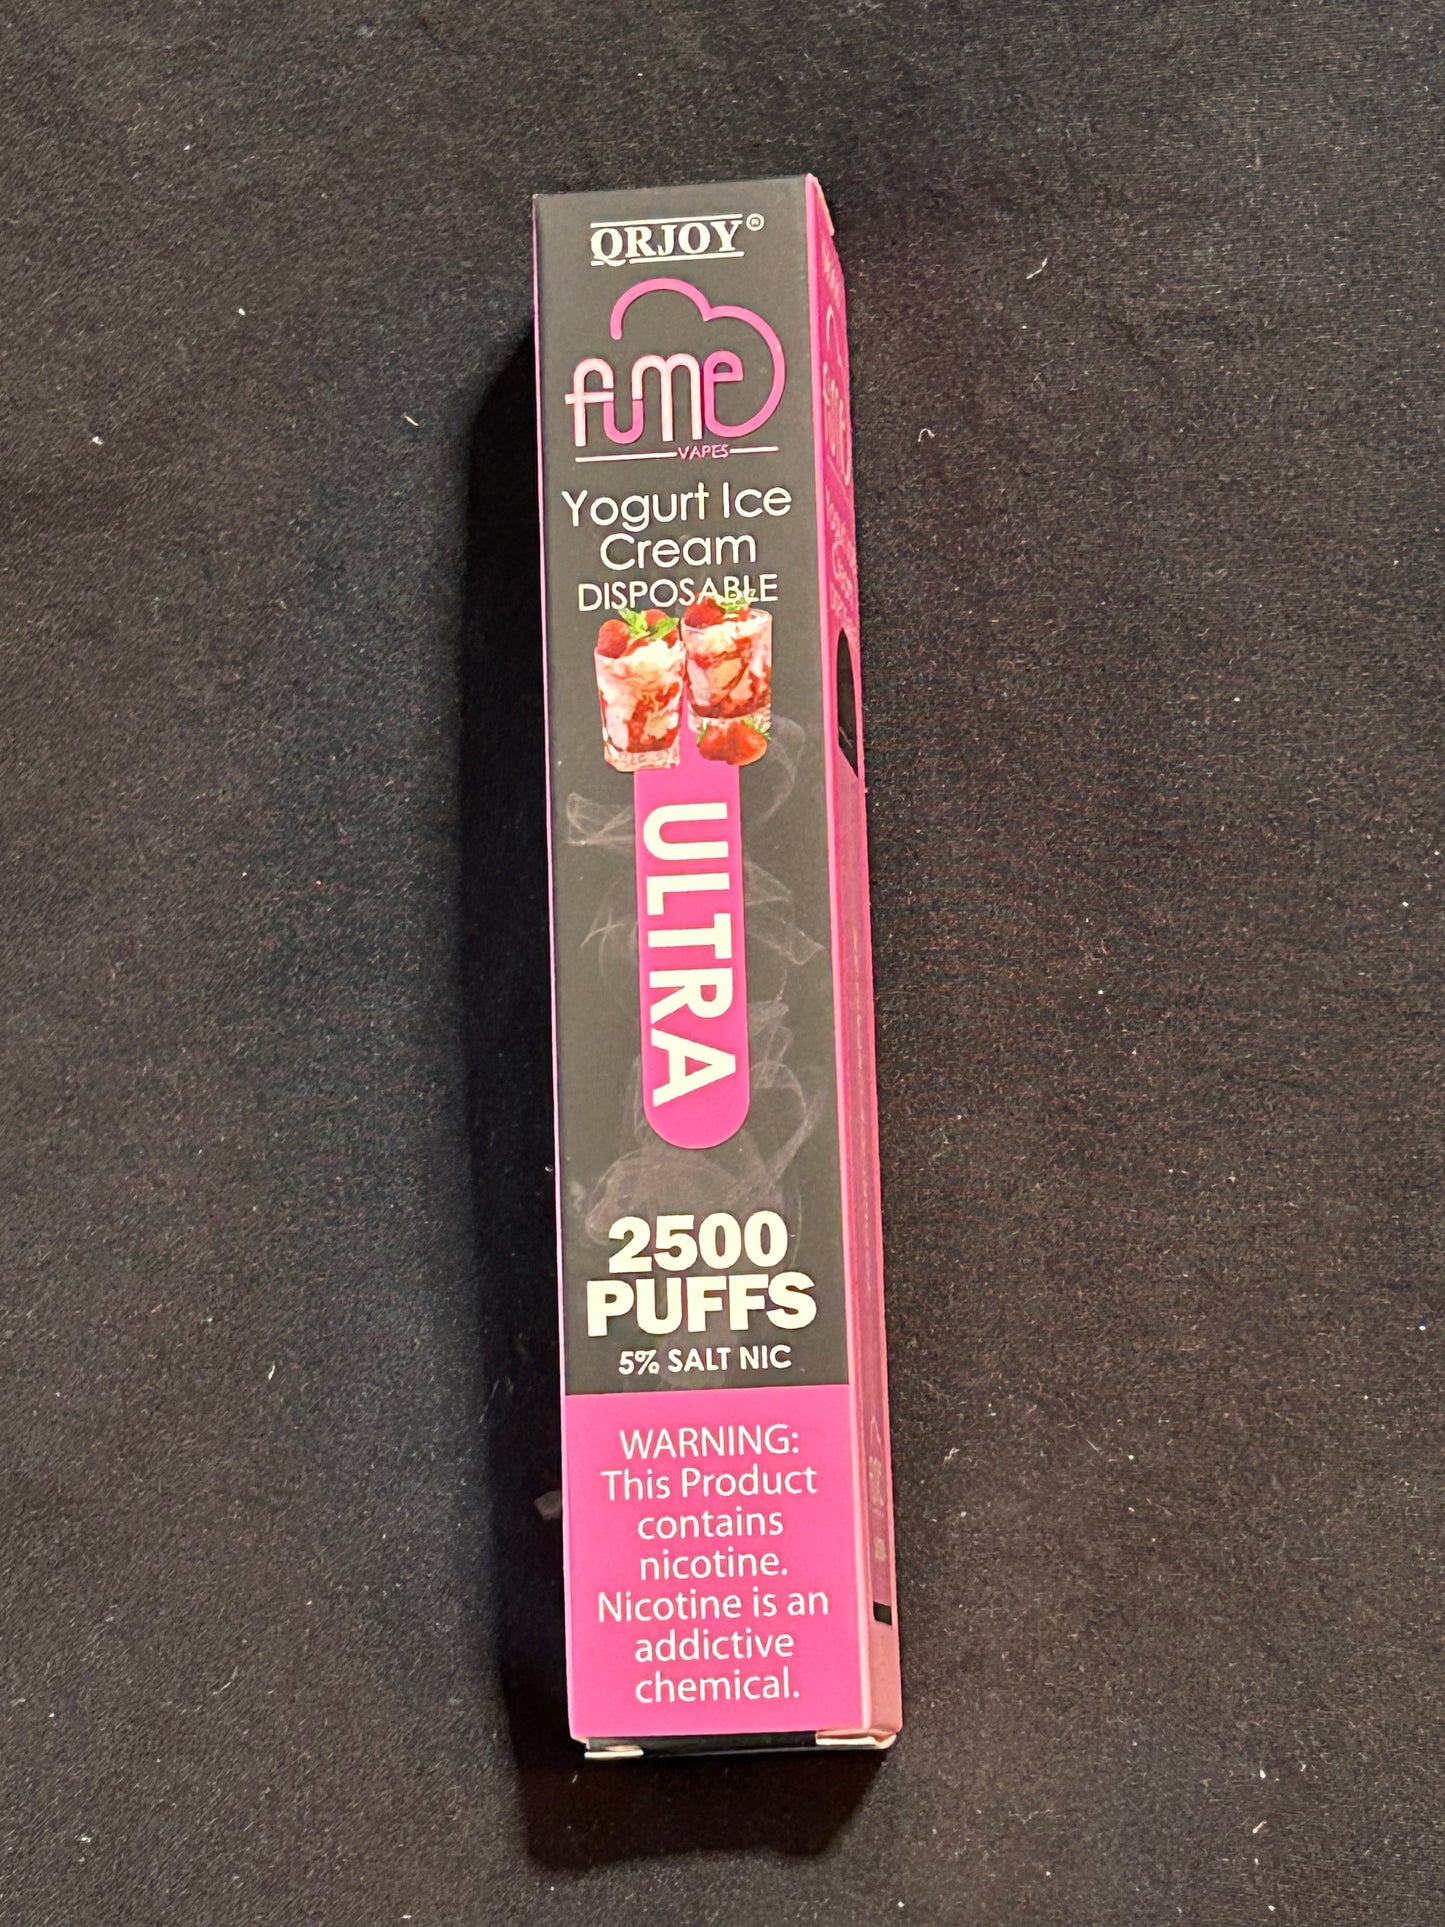 QRJOY®
fume
VAPES
Yogurt Ice
Cream
DISPOSABLE
ULTRA
2500
PUFFS
5% SALT NIC
WARNING:
This Product
contains
nicotine.
Nicotine is an
addictive
chemical.